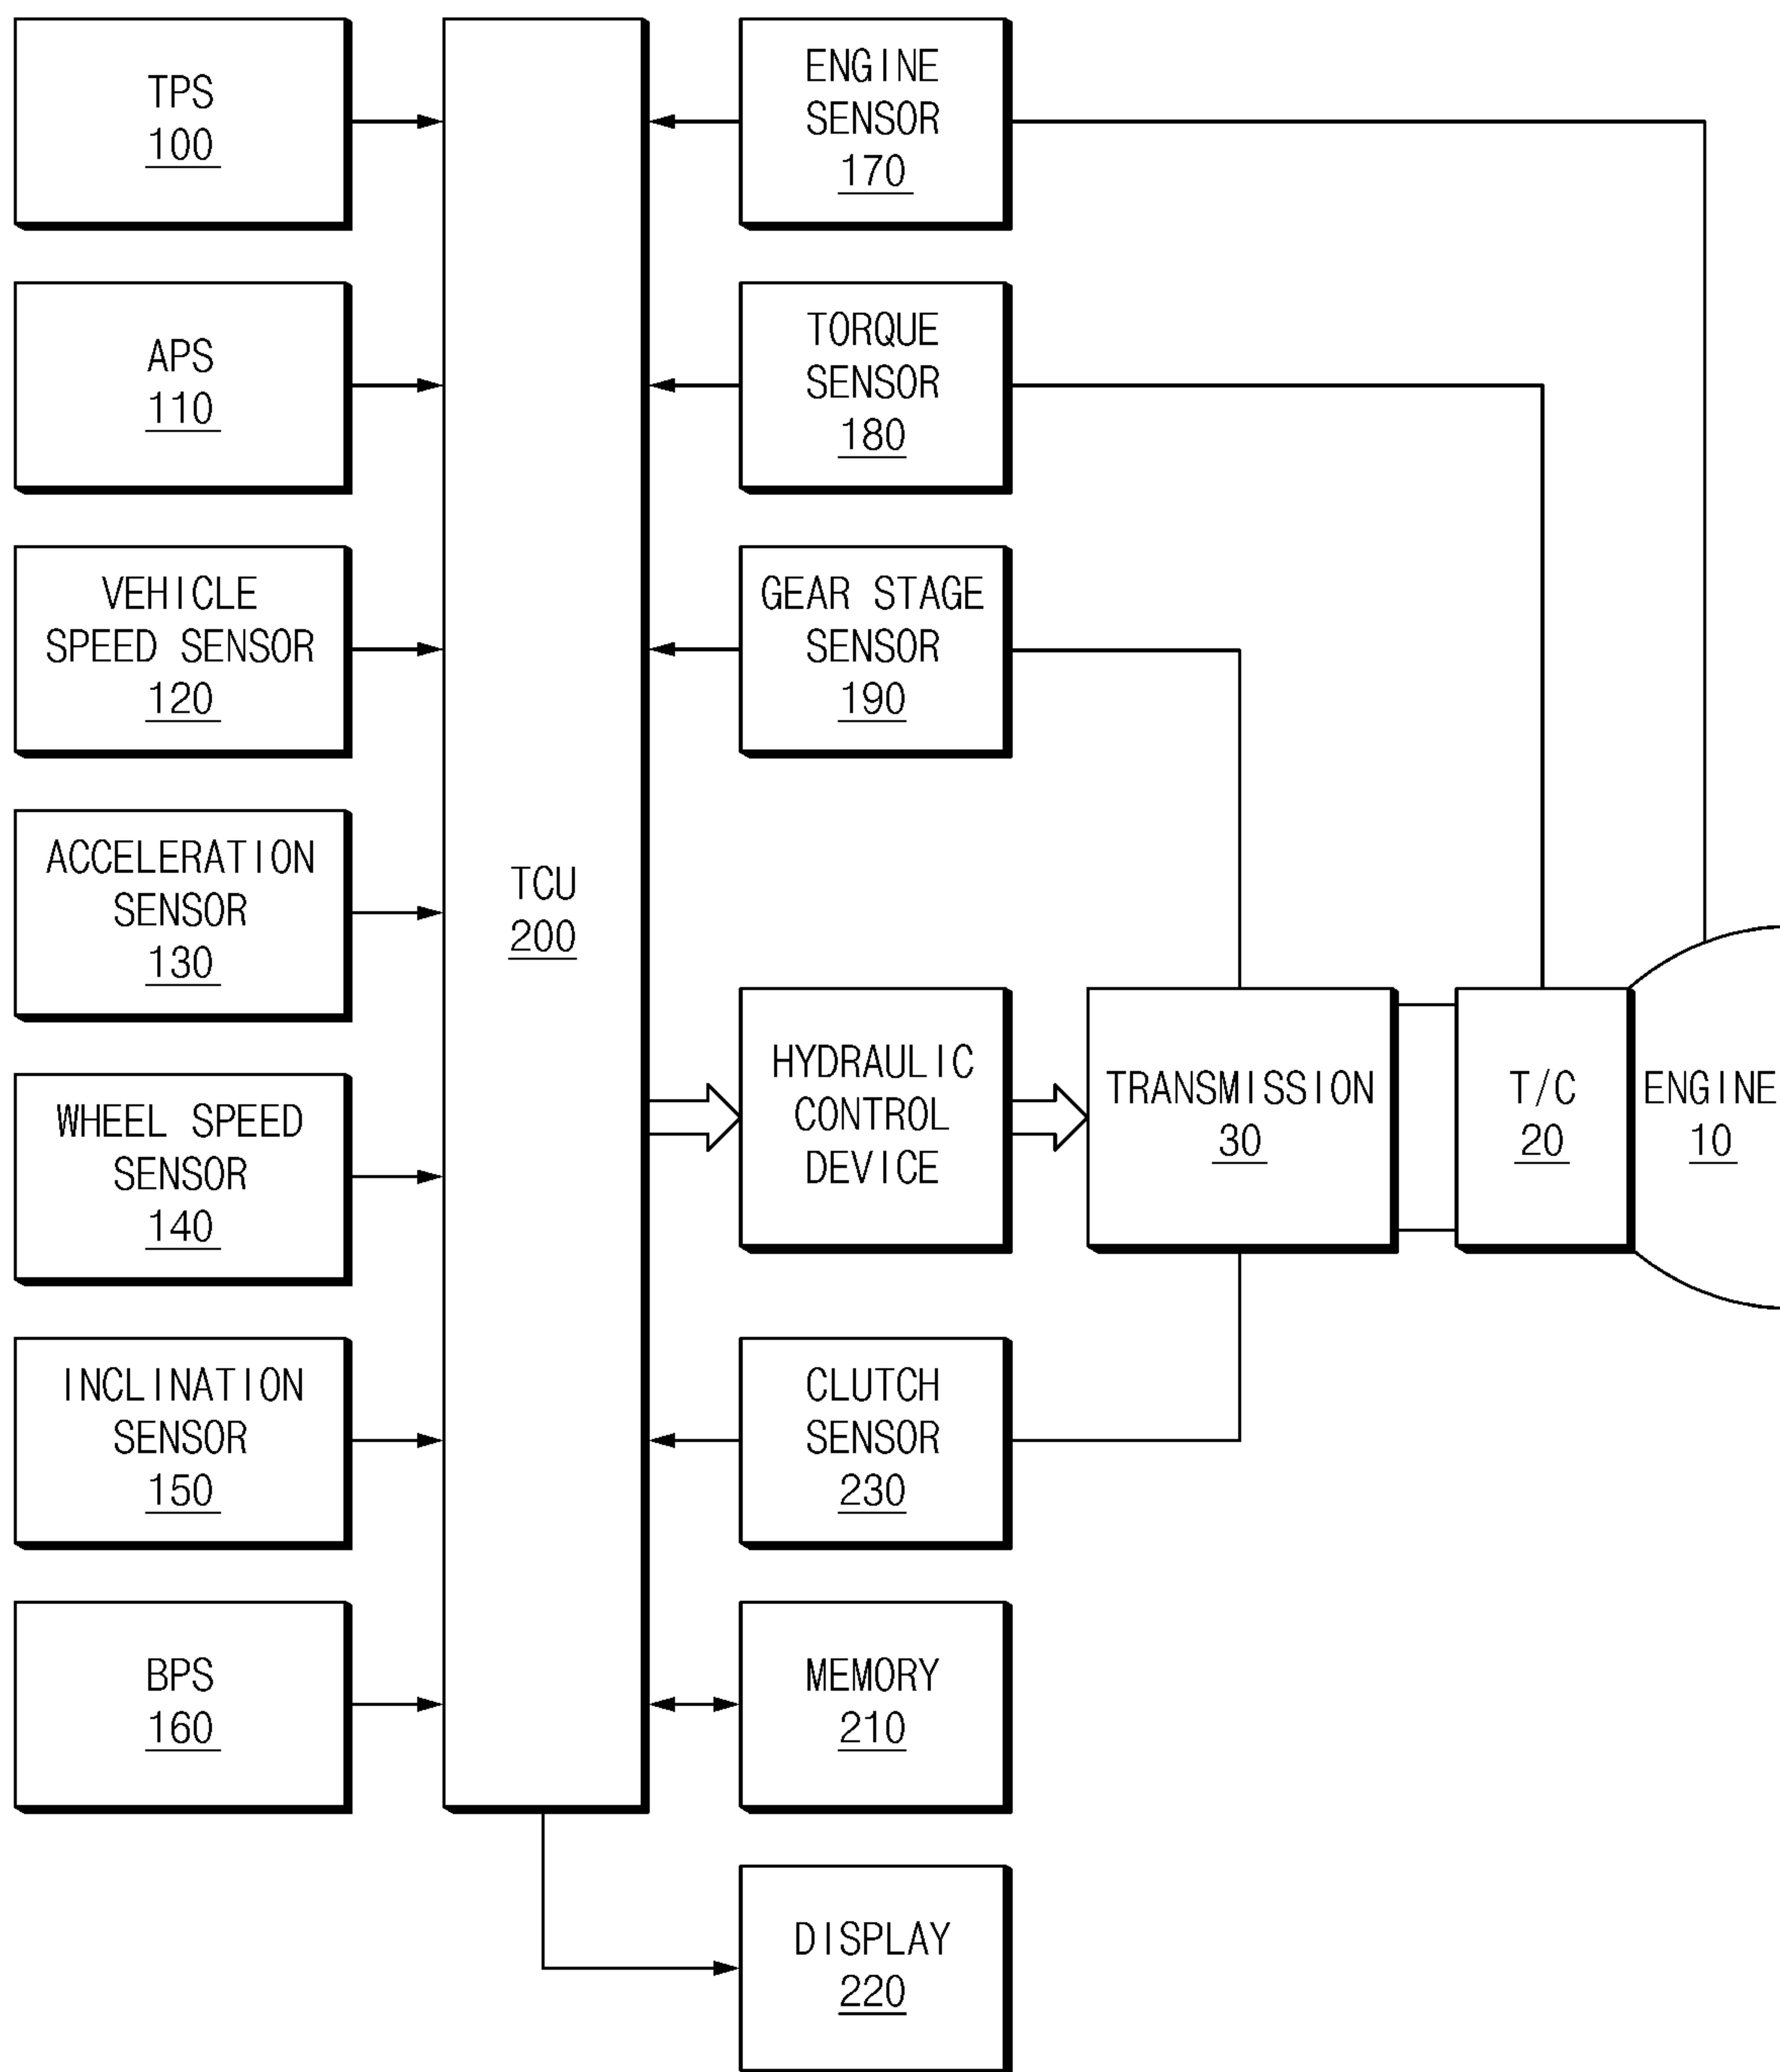 TPS
100
APS
110
VEHICLE
SPEED SENSOR
120
ACCELERATION
SENSOR
130
WHEEL SPEED
SENSOR
140
INCLINATION
SENSOR
150
BPS
160
TCU
200
ENGINE
SENSOR
170
TORQUE
SENSOR
180
GEAR STAGE
SENSOR
190
HYDRAULIC
CONTROL
DEVICE
TRANSMISSION
30
T/C
20
ENGINE
10
CLUTCH
SENSOR
230
MEMORY
210
DISPLAY
220